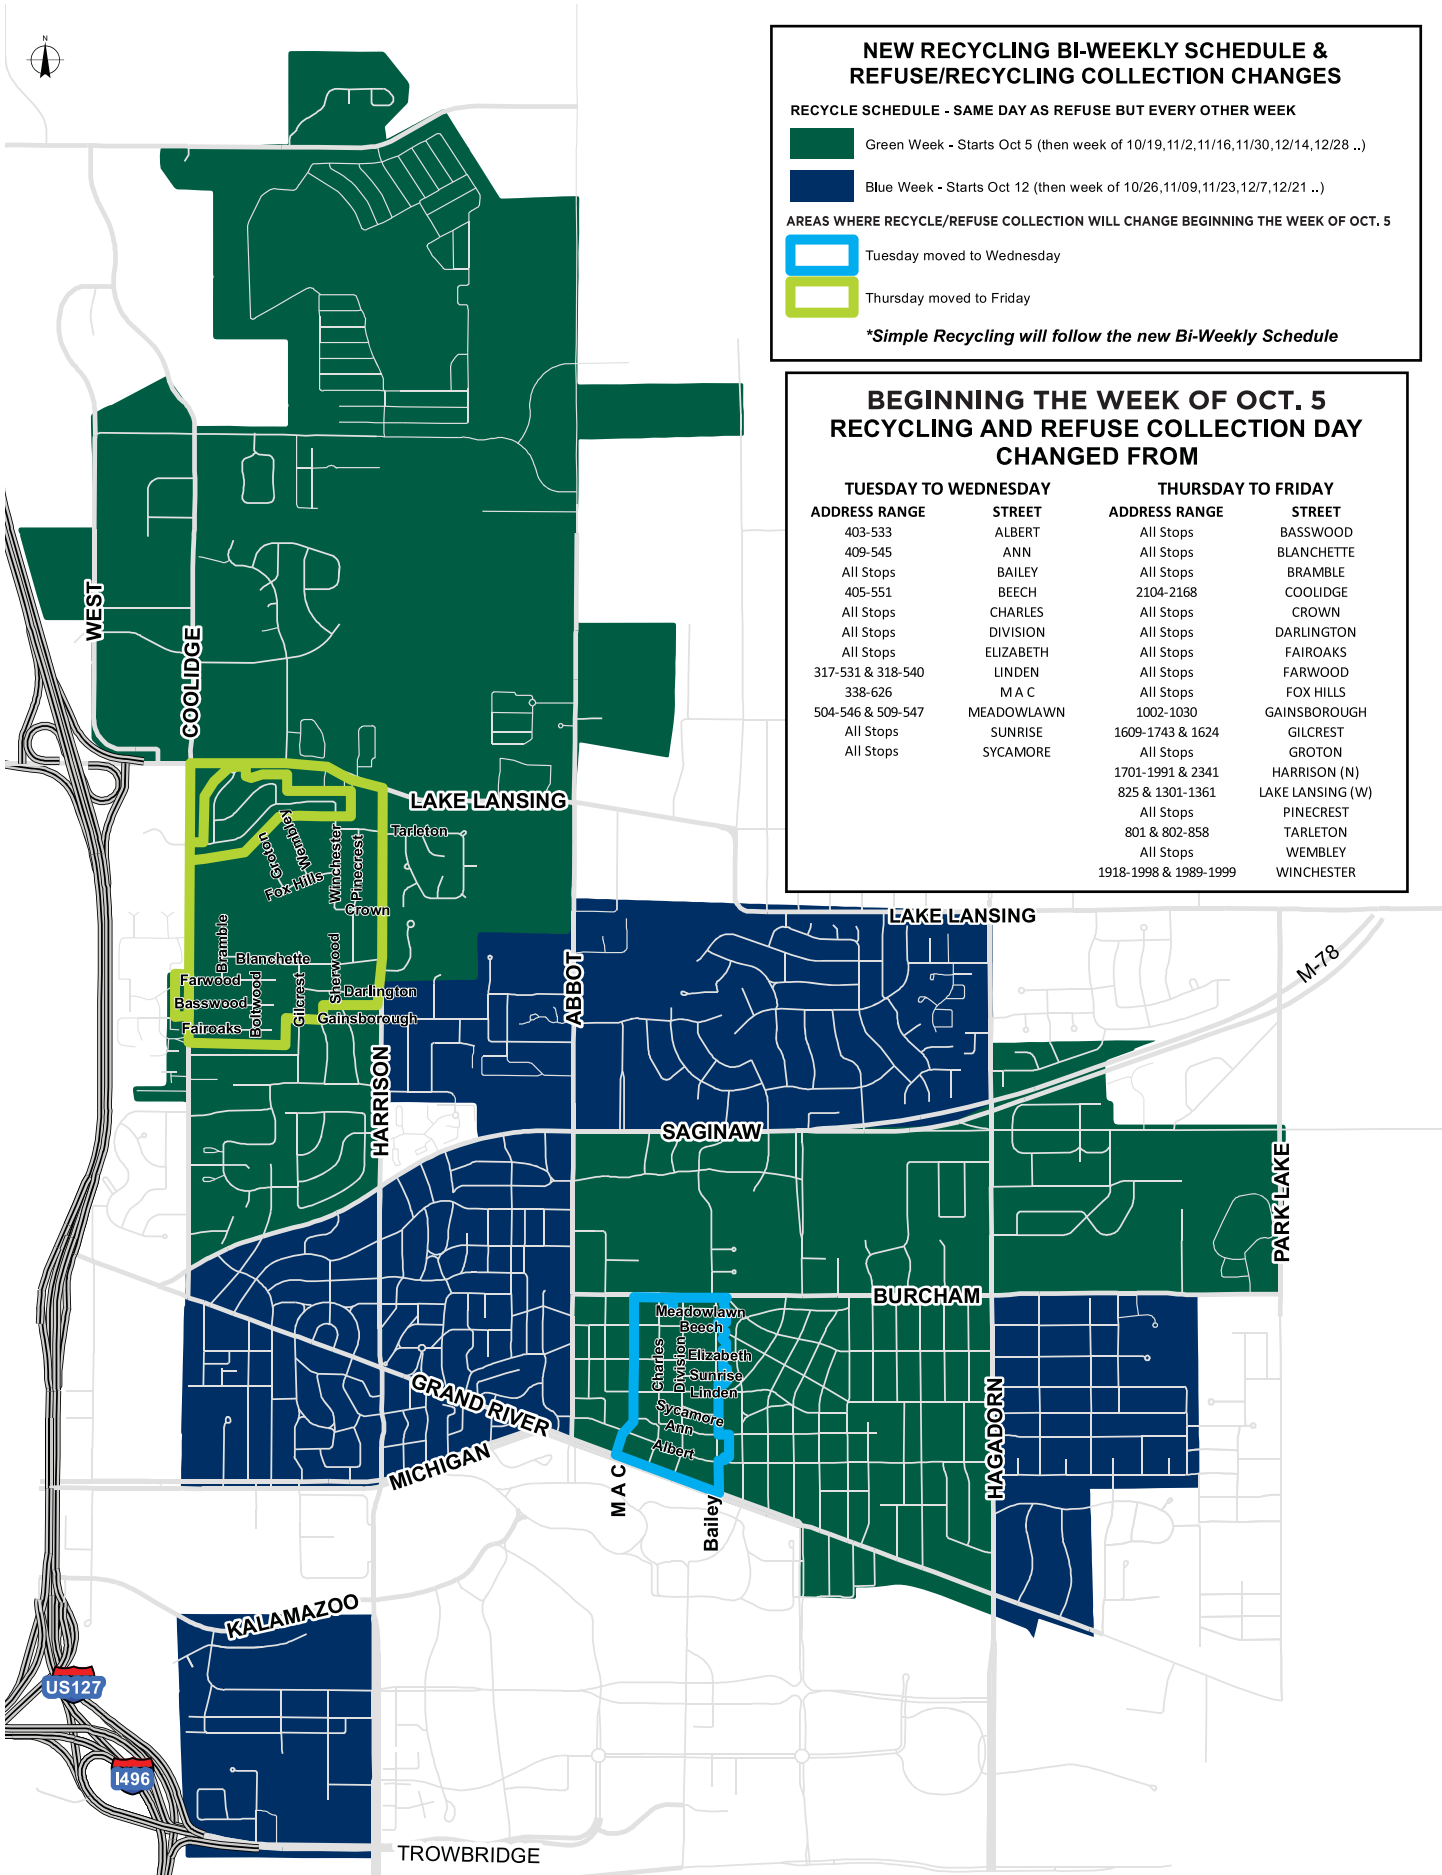 N
NEW RECYCLING BI-WEEKLY SCHEDULE &
REFUSE/RECYCLING COLLECTION CHANGES
RECYCLE SCHEDULE - SAME DAY AS REFUSE BUT EVERY OTHER WEEK
Green Week - Starts Oct 5 (then week of 10/19,11/2,11/16,11/30,12/14,12/28 ..)
Blue Week - Starts Oct 12 (then week of 10/26,11/09,11/23,12/7,12/21 ..)
AREAS WHERE RECYCLE/REFUSE COLLECTION WILL CHANGE BEGINNING THE WEEK OF OCT. 5
Tuesday moved to Wednesday
Thursday moved to Friday
*Simple Recycling will follow the new Bi-Weekly Schedule
BEGINNING THE WEEK OF OCT. 5
RECYCLING AND REFUSE COLLECTION DAY
CHANGED FROM
TUESDAY TO WEDNESDAY THURSDAY TO FRIDAY
ADDRESS RANGE STREET ADDRESS RANGE STREET
403-533 ALBERT All Stops BASSWOOD
409-545 ANN All Stops BLANCHETTE
All Stops BAILEY All Stops BRAMBLE
405-551 BEECH 2104-2168 COOLIDGE
All Stops CHARLES All Stops CROWN
All Stops DIVISION All Stops DARLINGTON
All Stops ELIZABETH All Stops FAIROAKS
317-531 & 318-540 LINDEN All Stops FARWOOD
338-626 M A C All Stops FOX HILLS
504-546 & 509-547 MEADOWLAWN 1002-1030 GAINSBOROUGH
All Stops SUNRISE 1609-1743 & 1624 GILCREST
All Stops SYCAMORE All Stops GROTON
1701-1991 & 2341 HARRISON (N)
825 & 1301-1361 LAKE LANSING (W)
All Stops PINECREST
801 & 802-858 TARLETON
All Stops WEMBLEY
1918-1998 & 1989-1999 WINCHESTER
WEST
COOLIDGE
LAKE LANSING
Tarleton
Groton
Wembley
Winchester
Pinecrest
Fox Hills
Crown
LAKE LANSING
Bramble
Blanchette
Sherwood
Farwood
Basswood
Boltwood
Gilcrest
Darlington
Gainsborough
Fairoaks
ABBOT
M-78
HARRISON
SAGINAW
PARK LAKE
BURCHAM
Meadowlawn
Beech
Charles
Division
Elizabeth
Sunrise
Linden
Sycamore
Ann
Albert
GRAND RIVER
MICHIGAN
M A C
Bailey
HAGADORN
KALAMAZOO
US127
I496
TROWBRIDGE